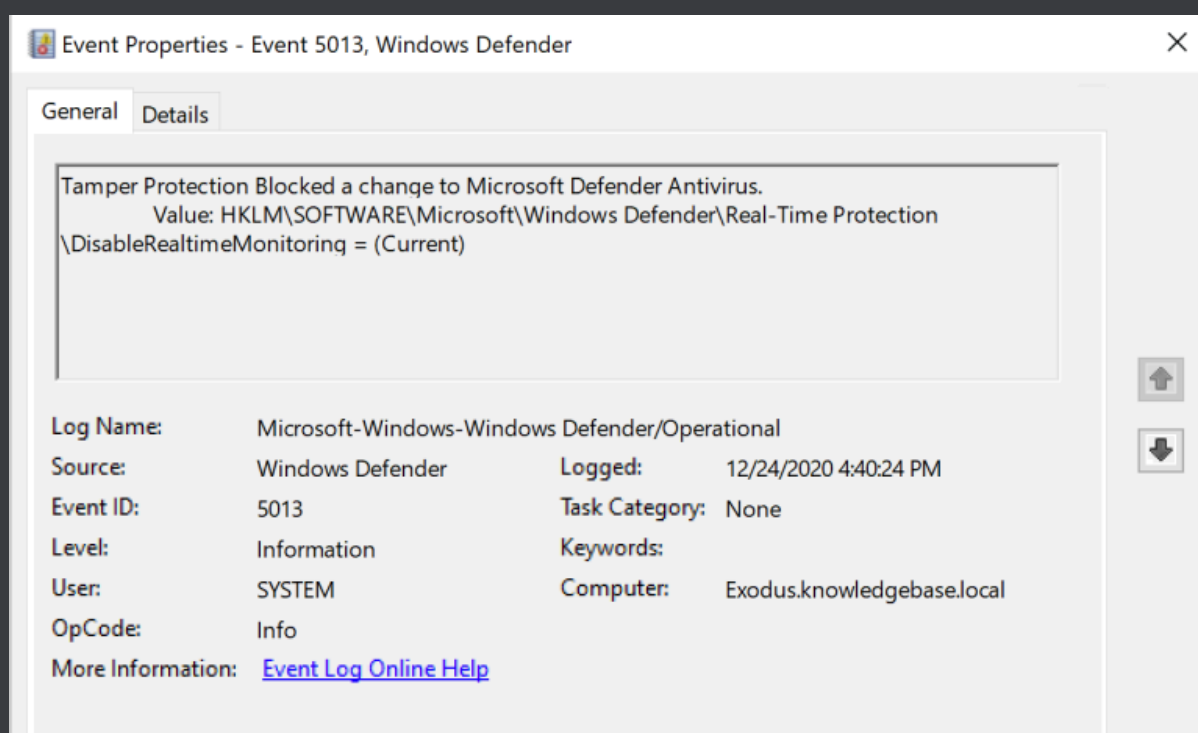 Event Properties - Event 5013, Windows Defender
General
Details
Tamper Protection Blocked a change to Microsoft Defender Antivirus.
Value: HKLM\SOFTWARE\Microsoft\Windows Defender\Real-Time Protection
\DisableRealtimeMonitoring = (Current)
Log Name: Microsoft-Windows-Windows Defender/Operational
Source: Windows Defender Logged: 12/24/2020 4:40:24 PM
Event ID: 5013 Task Category: None
Level: Information Keywords:
User: SYSTEM Computer: Exodus.knowledgebase.local
OpCode: Info
More Information: Event Log Online Help